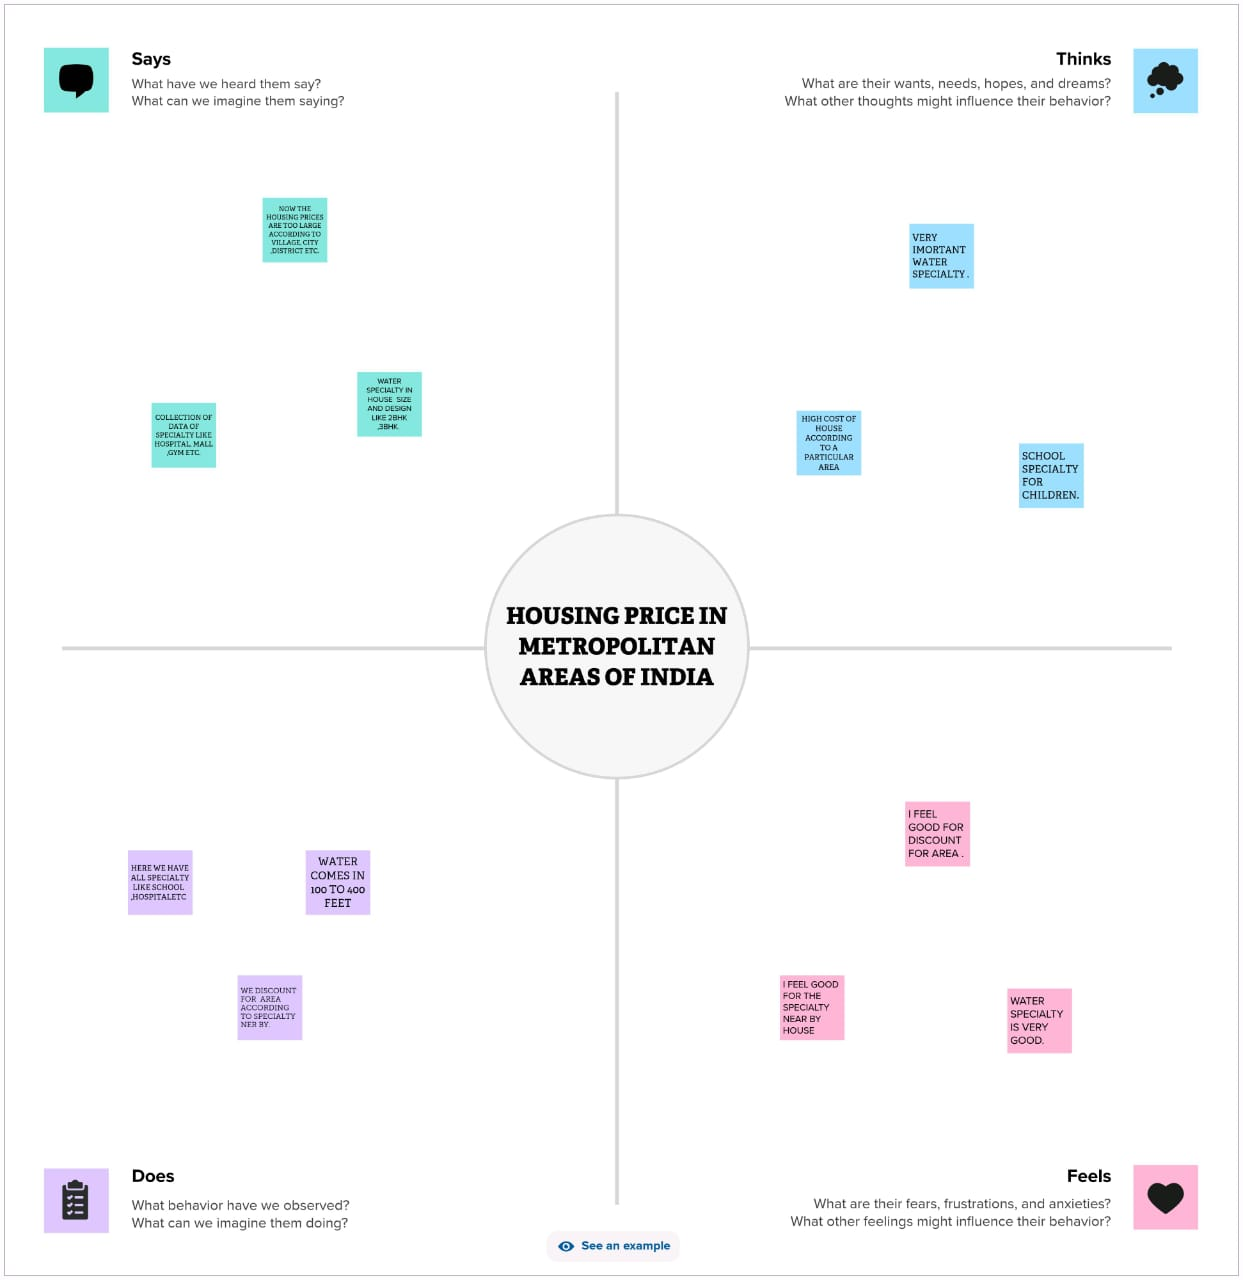 Says
What have we heard them say?
What can we imagine them saying?
Thinks
What are their wants, needs, hopes, and dreams?
What other thoughts might influence their behavior?
NOW THE
HOUSING PRICES
ARE TOO LARGE
ACCORDING TO
VILLAGE, CITY
,DISTRICT ETC.
WATER
SPECIALTY IN
HOUSE SIZE
AND DESIGN
LIKE 2BHK
,3BHK.
COLLECTION OF
DATA OF
SPECIALTY LIKE
HOSPITAL, MALL
,GYM ETC.
VERY
IMORTANT
WATER
SPECIALTY .
HIGH COST OF
HOUSE
ACCORDING
TO A
PARTICULAR
AREA
SCHOOL
SPECIALTY
FOR
CHILDREN.
HOUSING PRICE IN
METROPOLITAN
AREAS OF INDIA
HERE WE HAVE
ALL SPECIALTY
LIKE SCHOOL
,HOSPITALETC
WATER
COMES IN
100 TO 400
FEET
WE DISCOUNT
FOR AREA
ACCORDING
TO SPECIALTY
NER BY.
I FEEL
GOOD FOR
DISCOUNT
FOR AREA .
I FEEL GOOD
FOR THE
SPECIALTY
NEAR BY
HOUSE
WATER
SPECIALTY
IS VERY
GOOD.
Does
What behavior have we observed?
What can we imagine them doing?
Feels
What are their fears, frustrations, and anxieties?
What other feelings might influence their behavior?
See an example